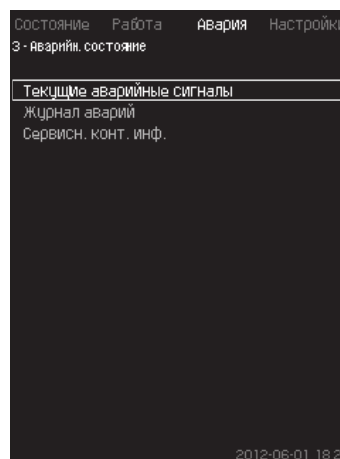 Состояние Работа Авария Настройки
3 - Аварийн. состояние
Текущие аварийные сигналы
Журнал аварий
Сервисн. конт. инф.
2012-06-01 18:2